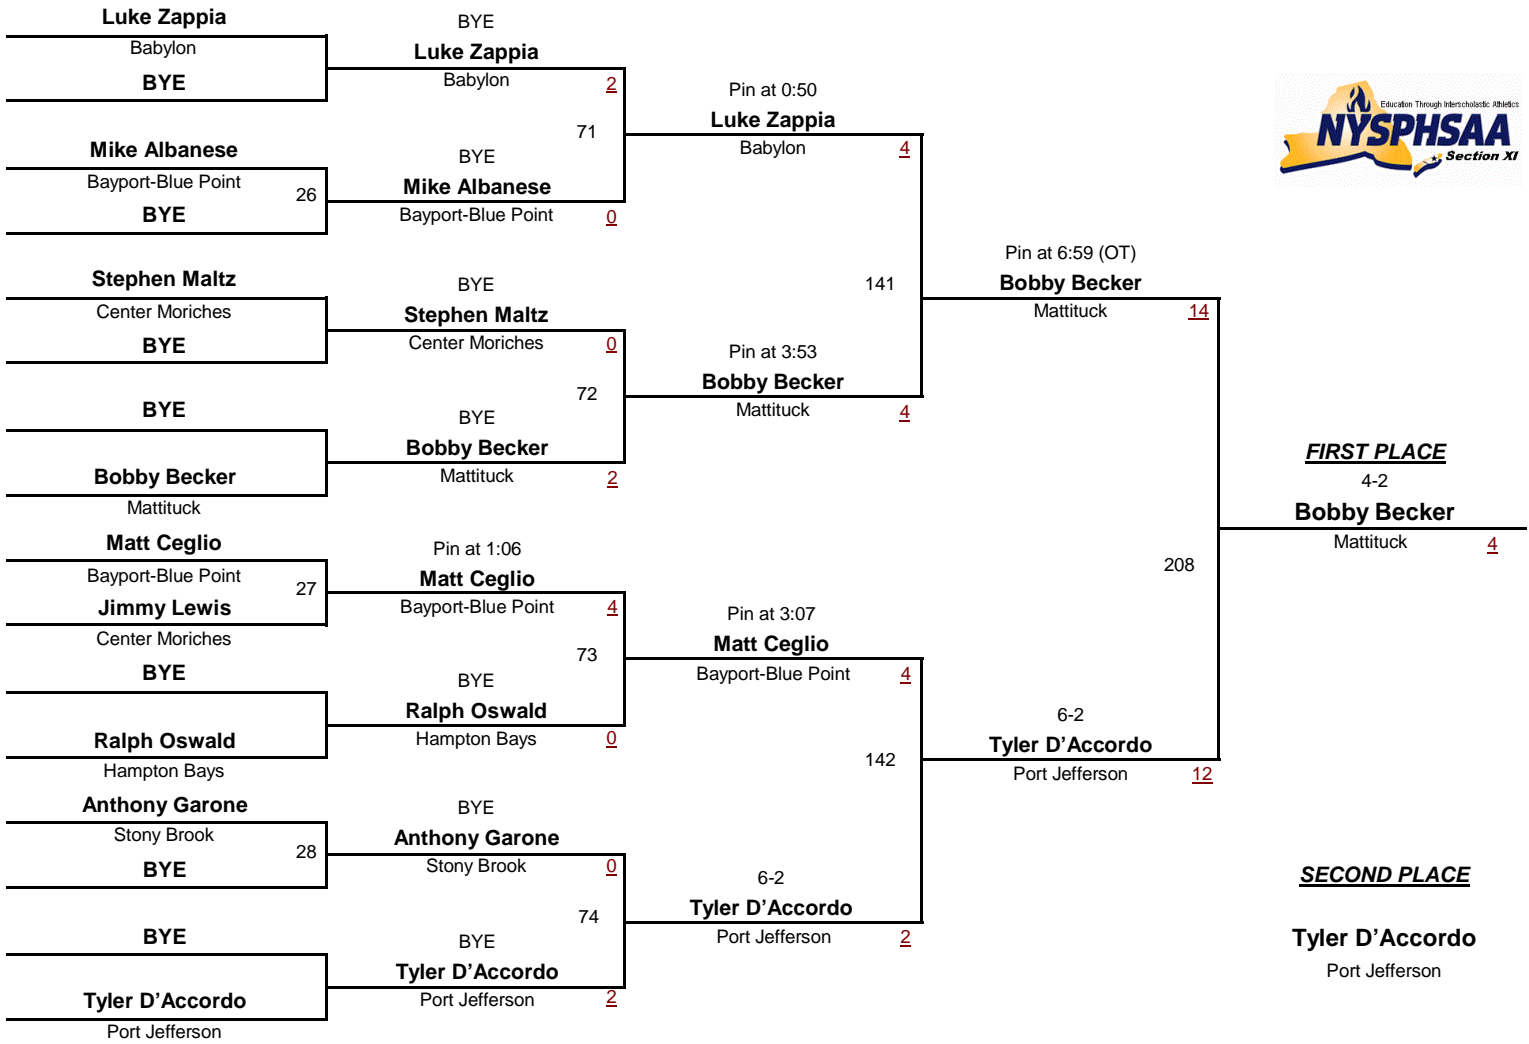 Luke Zappia
Babylon
BYE
Mike Albanese
Bayport-Blue Point
26
BYE
Stephen Maltz
Center Moriches
BYE
BYE
Bobby Becker
Mattituck
Matt Ceglio
Bayport-Blue Point
27
Jimmy Lewis
Center Moriches
BYE
Ralph Oswald
Hampton Bays
Anthony Garone
Stony Brook
28
BYE
BYE
Tyler D’Accordo
Port Jefferson
BYE
Luke Zappia
Babylon 2
71
BYE
Mike Albanese
Bayport-Blue Point 0
BYE
Stephen Maltz
Center Moriches 0
72
BYE
Bobby Becker
Mattituck 2
Pin at 1:06
Matt Ceglio
Bayport-Blue Point 4
73
BYE
Ralph Oswald
Hampton Bays 0
BYE
Anthony Garone
Stony Brook 0
74
BYE
Tyler D’Accordo
Port Jefferson 2
Pin at 0:50
Luke Zappia
Babylon 4
141
Pin at 3:53
Bobby Becker
Mattituck 4
Pin at 3:07
Matt Ceglio
Bayport-Blue Point 4
142
6-2
Tyler D’Accordo
Port Jefferson 2
Pin at 6:59 (OT)
Bobby Becker
Mattituck 14
208
6-2
Tyler D’Accordo
Port Jefferson 12
Education Through Interscholastic Athletics
NYSPHSAA
Section XI
FIRST PLACE
4-2
Bobby Becker
Mattituck 4
SECOND PLACE
Tyler D’Accordo
Port Jefferson